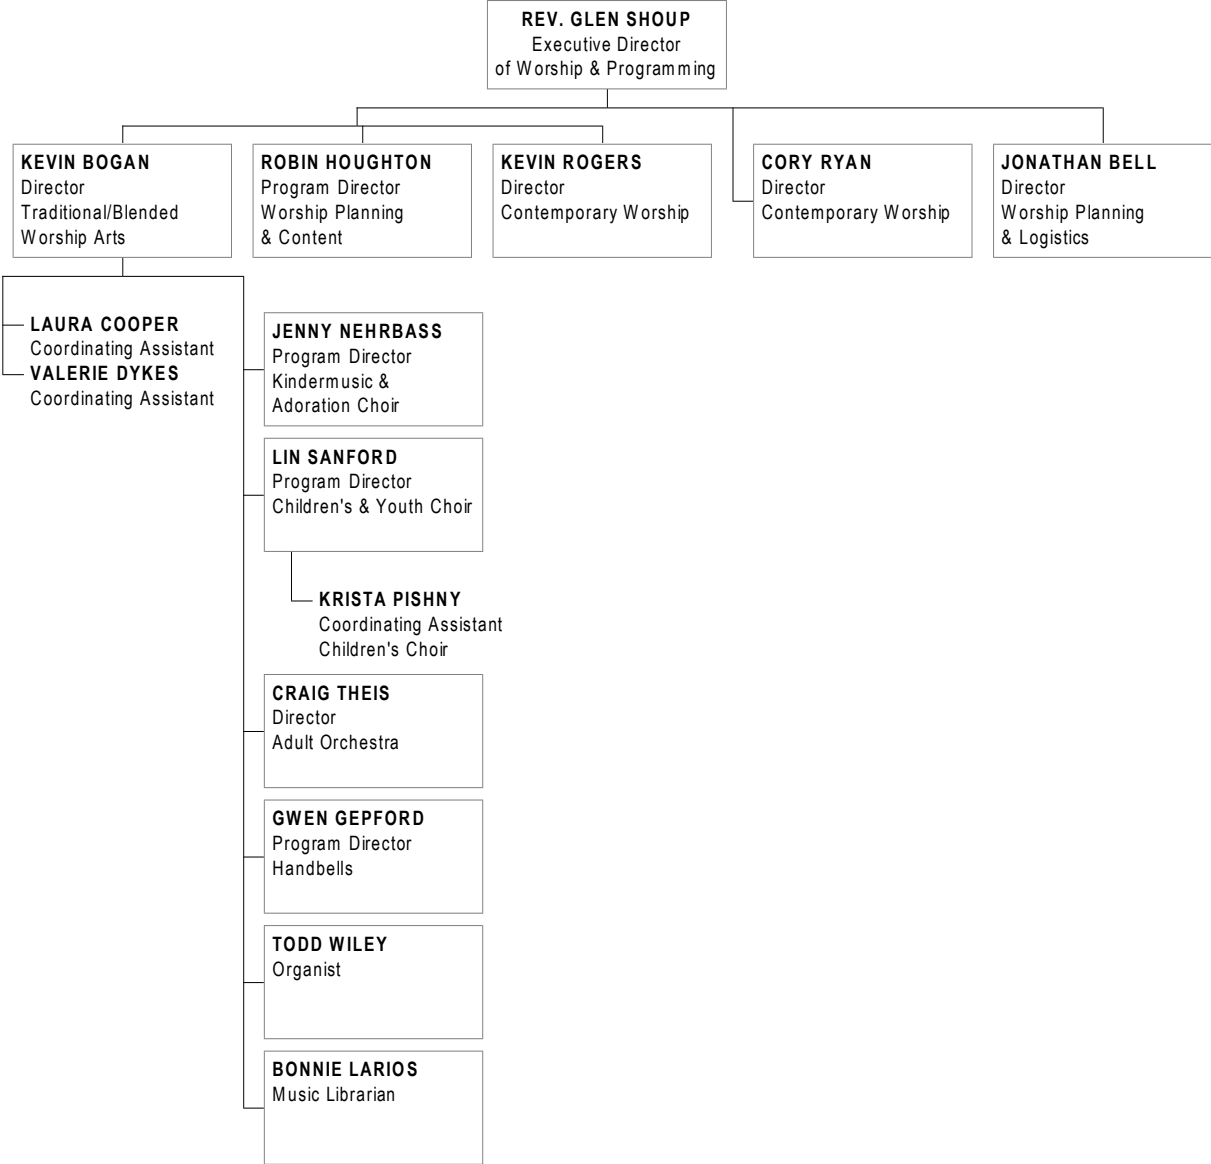 REV. GLEN SHOUP
Executive Director
of Worship & Programming
KEVIN BOGAN
Director
Traditional/Blended
Worship Arts
ROBIN HOUGHTON
Program Director
Worship Planning
& Content
KEVIN ROGERS
Director
Contemporary Worship
CORY RYAN
Director
Contemporary Worship
JONATHAN BELL
Director
Worship Planning
& Logistics
LAURA COOPER
Coordinating Assistant
VALERIE DYKES
Coordinating Assistant
JENNY NEHRBASS
Program Director
Kindermusic &
Adoration Choir
LIN SANFORD
Program Director
Children's & Youth Choir
KRISTA PISHNY
Coordinating Assistant
Children's Choir
CRAIG THEIS
Director
Adult Orchestra
GWEN GEPFORD
Program Director
Handbells
TODD WILEY
Organist
BONNIE LARIOS
Music Librarian